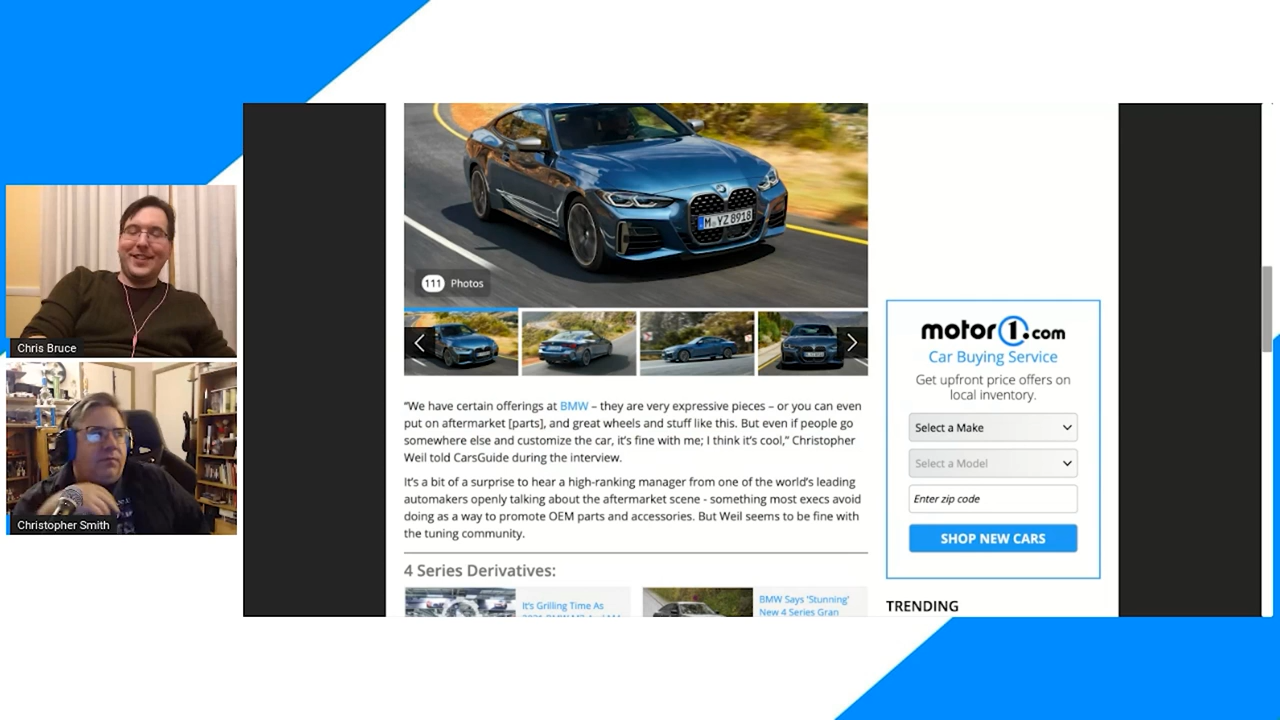 Chris Bruce
Christopher Smith
M YZ 8918
111 Photos
"We have certain offerings at BMW – they are very expressive pieces – or you can even
put on aftermarket [parts], and great wheels and stuff like this. But even if people go
somewhere else and customize the car, it's fine with me; I think it's cool," Christopher
Weil told CarsGuide during the interview.
It's a bit of a surprise to hear a high-ranking manager from one of the world's leading
automakers openly talking about the aftermarket scene - something most execs avoid
doing as a way to promote OEM parts and accessories. But Weil seems to be fine with
the tuning community.
4 Series Derivatives:
It's Grilling Time As
BMW Says 'Stunning'
New 4 Series Gran
motor1.com
Car Buying Service
Get upfront price offers on
local inventory.
Select a Make
Select a Model
Enter zip code
SHOP NEW CARS
TRENDING